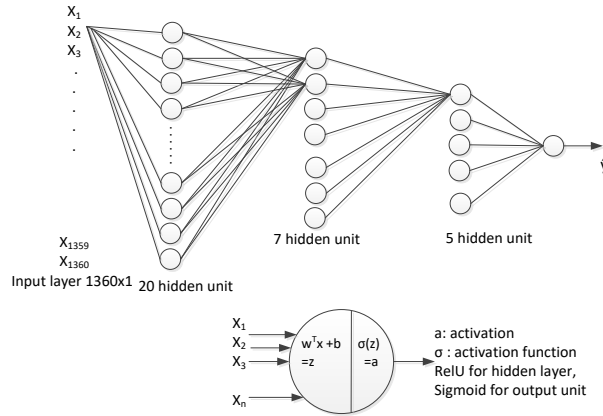 X1
X2
X3
X1359
X1360
Input layer 1360x1
20 hidden unit
7 hidden unit
5 hidden unit
ŷ
X1
X2
X3
Xn
wTx +b
=z
σ(z)
=a
a: activation
σ : activation function
RelU for hidden layer,
Sigmoid for output unit